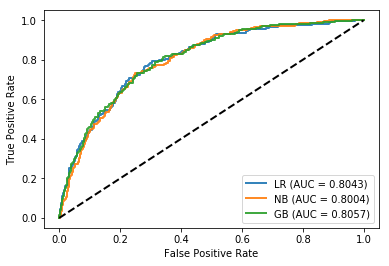 1.0
0.8
0.6
0.4
0.2
0.0
True Positive Rate
LR (AUC = 0.8043)
NB (AUC = 0.8004)
GB (AUC = 0.8057)
0.0 0.2 0.4 0.6 0.8 1.0
False Positive Rate